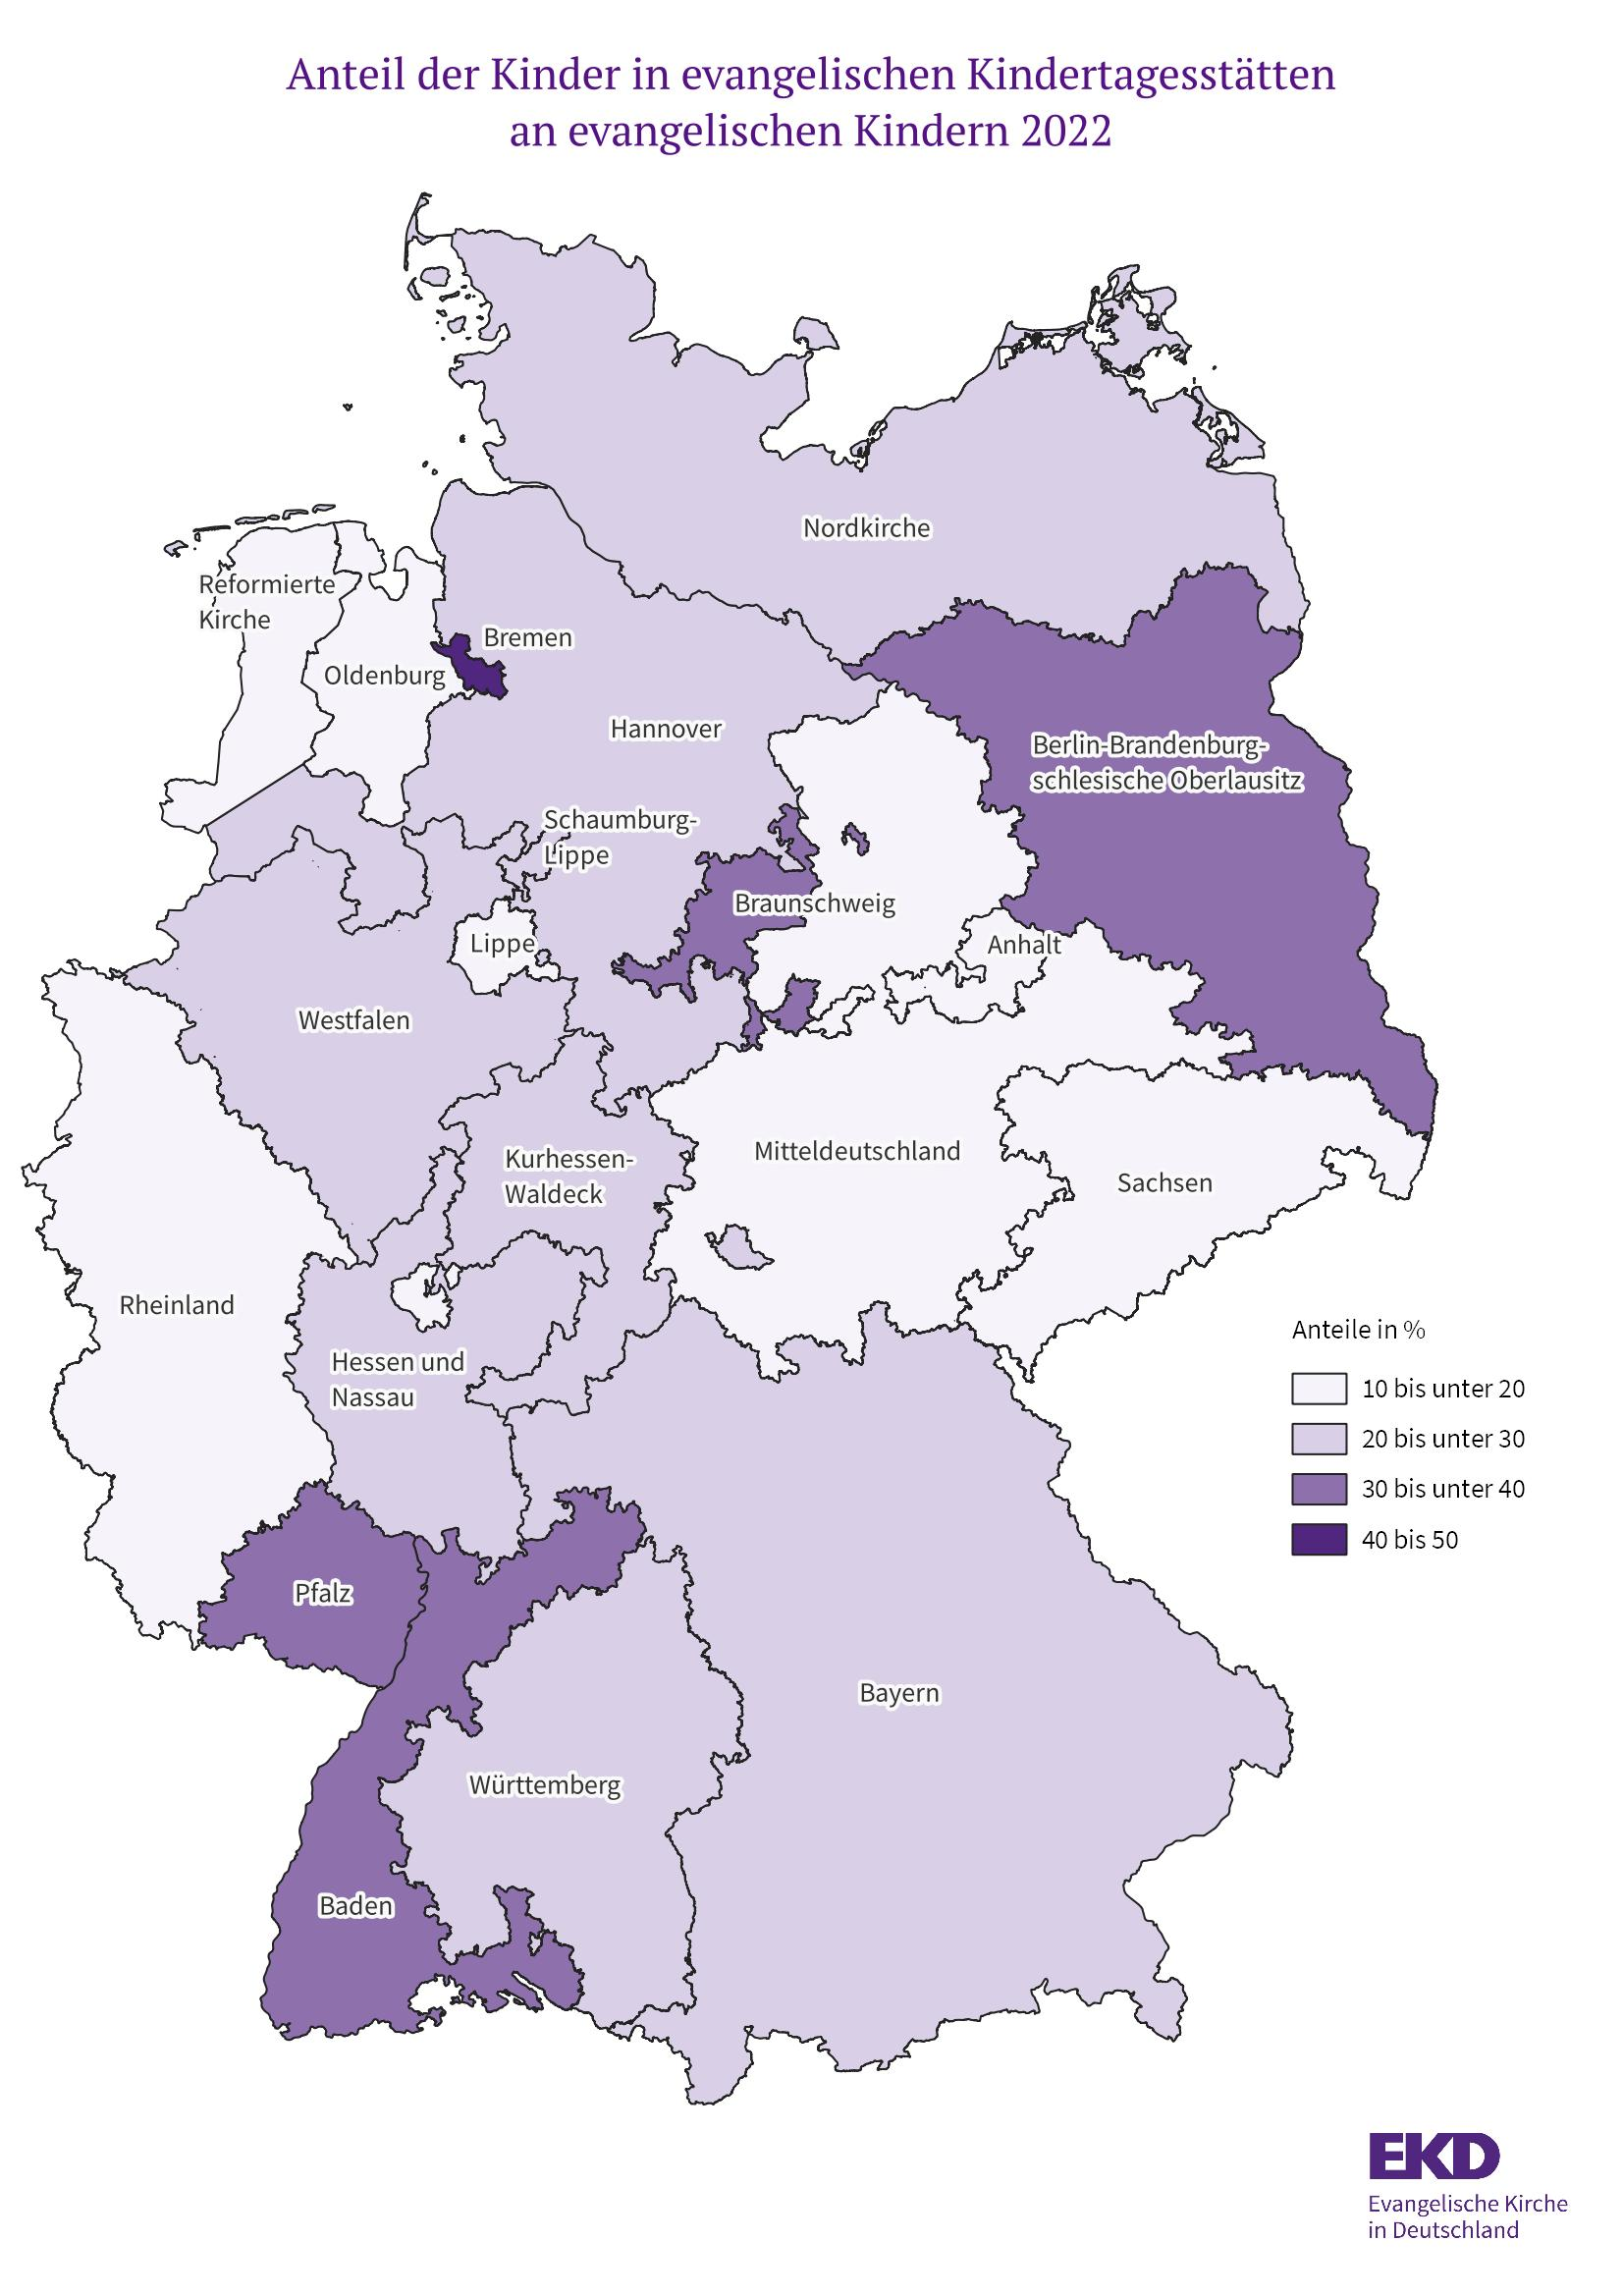 Anteil der Kinder in evangelischen Kindertagesstätten
an evangelischen Kindern 2022
Nordkirche
Reformierte
Kirche
Bremen
Oldenburg
Hannover
Berlin-Brandenburg-
schlesische Oberlausitz
Schaumburg-
Lippe
Braunschweig
Lippe
Anhalt
Westfalen
Mitteldeutschland
Kurhessen-
Waldeck
Sachsen
Rheinland
Hessen und
Nassau
Anteile in %
10 bis unter 20
20 bis unter 30
30 bis unter 40
40 bis 50
Pfalz
Bayern
Württemberg
Baden
EKD
Evangelische Kirche
in Deutschland